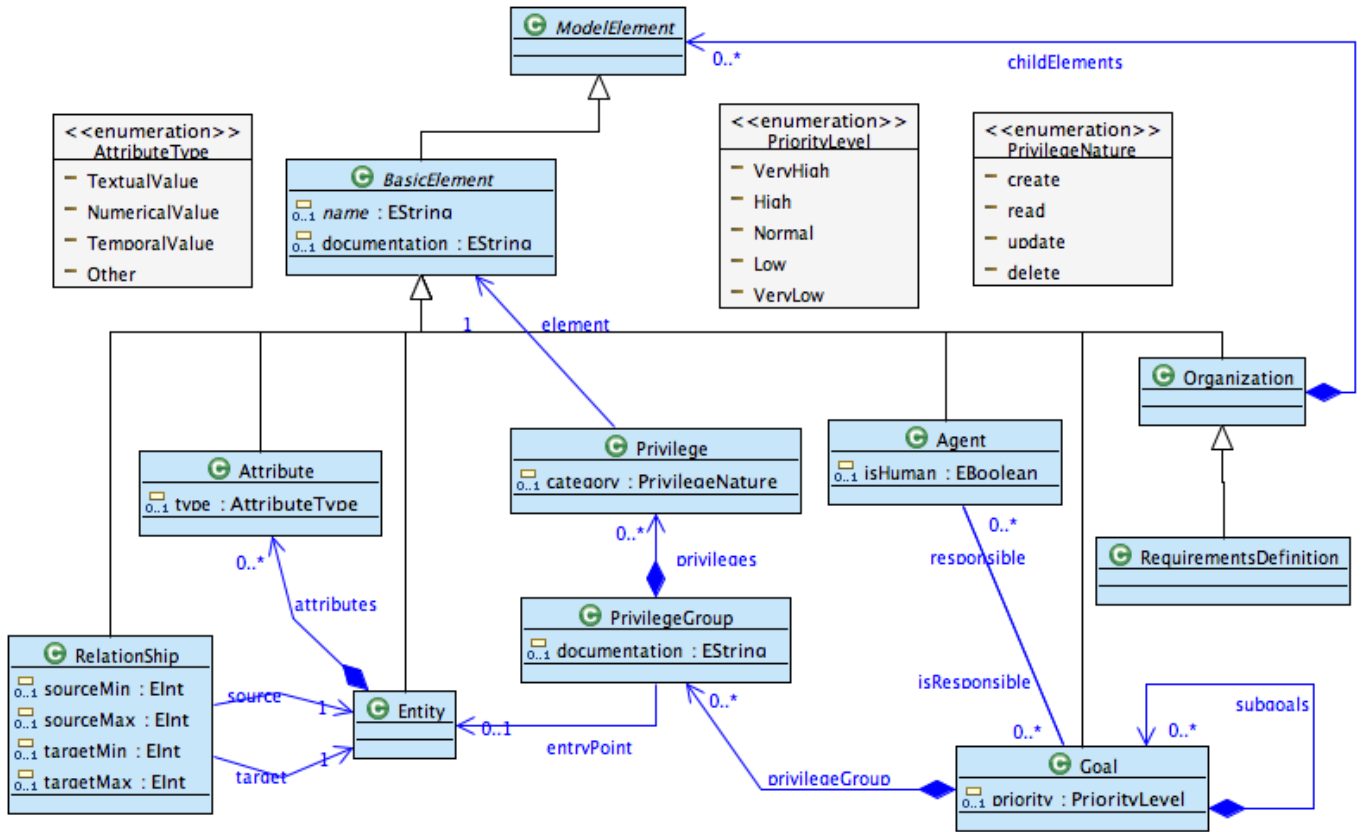 ModelElement
0..*
childElements
<<enumeration>>
AttributeType
TextualValue
NumericalValue
TemporalValue
Other
<<enumeration>>
PriorityLevel
VeryHigh
High
Normal
Low
VeryLow
<<enumeration>>
PrivilegeNature
create
read
update
delete
BasicElement
0..1 name : EString
0..1 documentation : EString
1
element
Organization
Attribute
0..1 type : AttributeType
Privilege
0..1 category : PrivilegeNature
Agent
0..1 isHuman : EBoolean
0..*
attributes
0..*
privileges
0..*
responsible
RequirementsDefinition
PrivilegeGroup
0..1 documentation : EString
RelationShip
0..1 sourceMin : EInt
0..1 sourceMax : EInt
0..1 targetMin : EInt
0..1 targetMax : EInt
source
1
target
1
Entity
0..1
entryPoint
0..*
privilegeGroup
isResponsible
0..*
subgoals
0..*
Goal
0..1 priority : PriorityLevel